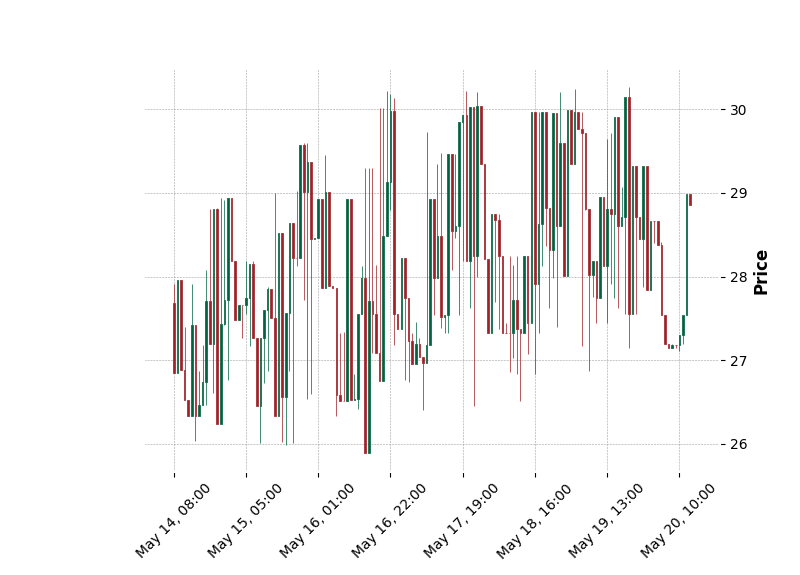 30
29
28
27
26
Price
May 14, 08:00
May 15, 05:00
May 16, 01:00
May 16, 22:00
May 17, 19:00
May 18, 16:00
May 19, 13:00
May 20, 10:00